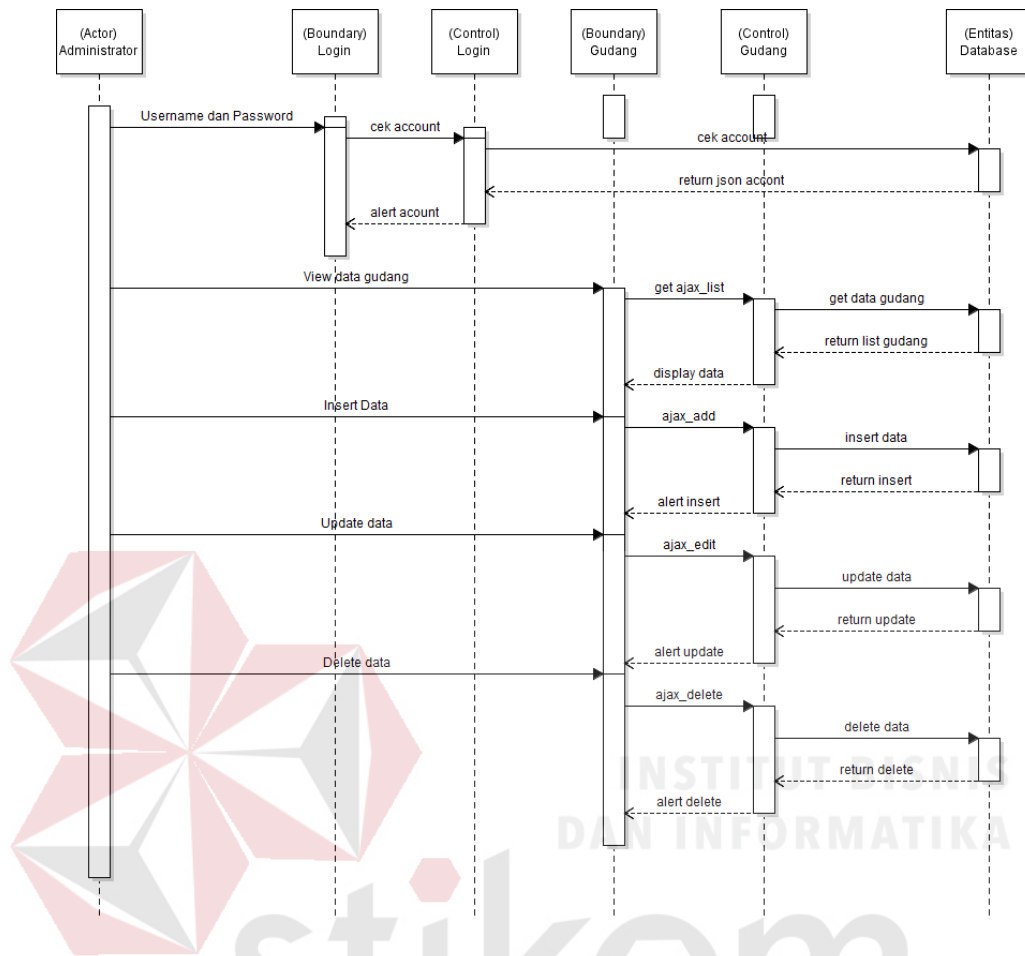 (Actor)
Administrator
(Boundary)
Login
(Control)
Login
(Boundary)
Gudang
(Control)
Gudang
(Entitas)
Database
Username dan Password
cek account
cek account
return json accont
alert acount
View data gudang
get ajax_list
get data gudang
return list gudang
display data
Insert Data
ajax_add
insert data
return insert
alert insert
Update data
ajax_edit
update data
return update
alert update
Delete data
ajax_delete
delete data
return delete
alert delete
INSTITUT BISNIS
DAN INFORMATIKA
stikom